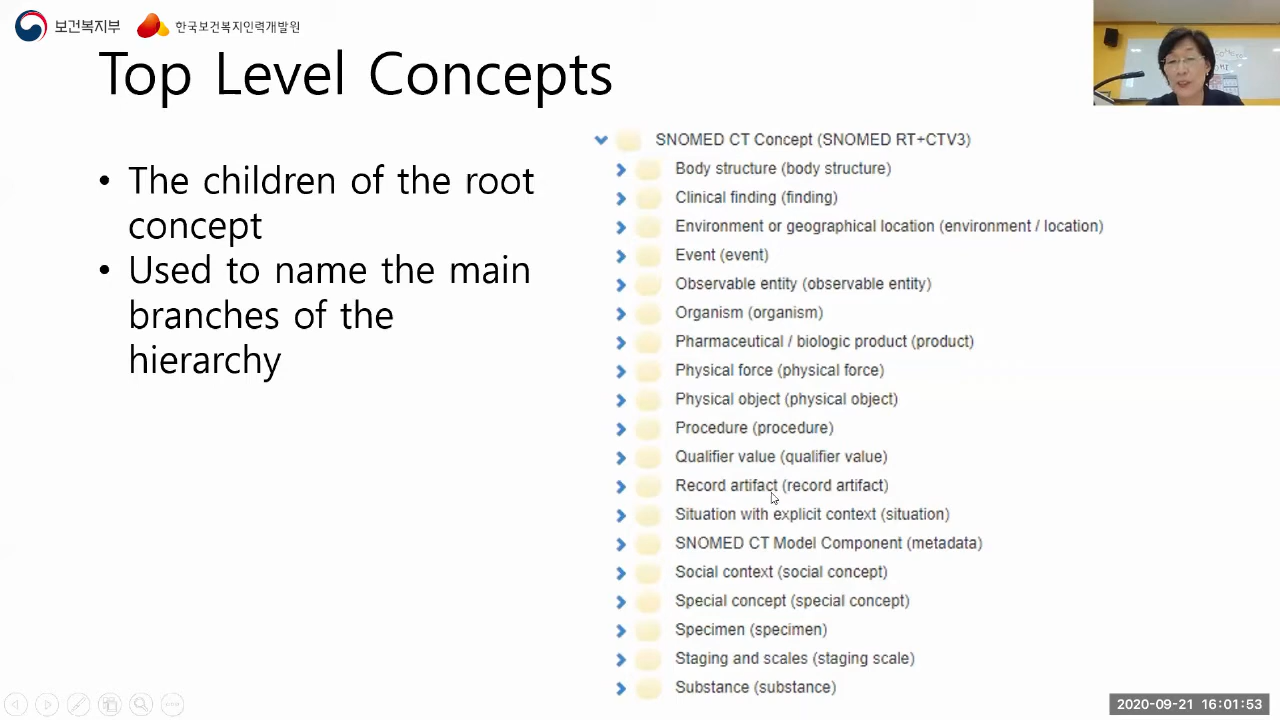 보건복지부 한국보건복지인력개발원
Top Level Concepts
• The children of the root
concept
• Used to name the main
branches of the
hierarchy
SNOMED CT Concept (SNOMED RT+CTV3)
Body structure (body structure)
Clinical finding (finding)
Environment or geographical location (environment / location)
Event (event)
Observable entity (observable entity)
Organism (organism)
Pharmaceutical / biologic product (product)
Physical force (physical force)
Physical object (physical object)
Procedure (procedure)
Qualifier value (qualifier value)
Record artifact (record artifact)
Situation with explicit context (situation)
SNOMED CT Model Component (metadata)
Social context (social concept)
Special concept (special concept)
Specimen (specimen)
Staging and scales (staging scale)
Substance (substance)
2020-09-21 16:01:53